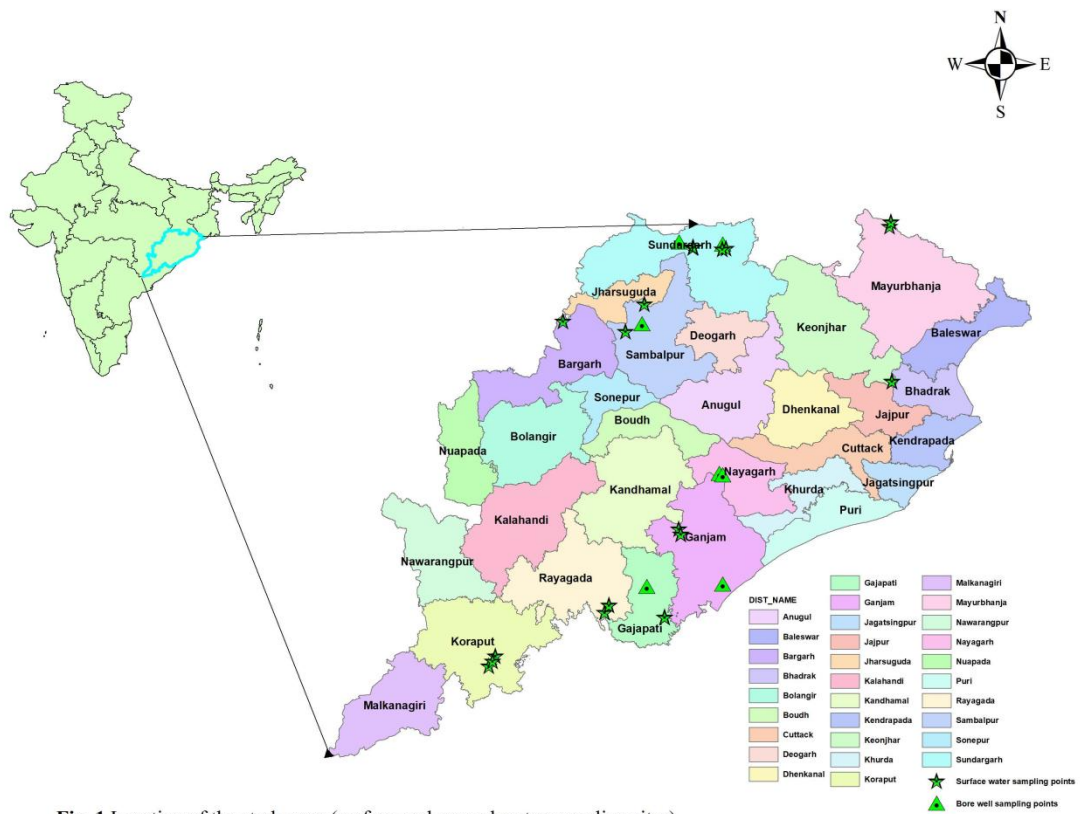 N
W E
S
Sundargarh
Mayurbhanja
Jharsuguda
Keonjhar
Baleswar
Deogarh
Sambalpur
Bargarh
Bhadrak
Sonepur
Anugul
Dhenkanal
Jajpur
Boudh
Kendrapada
Bolangir
Cuttack
Nuapada
Nayagarh
Jagatsingpur
Khurda
Kandhamal
Puri
Kalahandi
Ganjam
Nawarangpur
Rayagada
Gajapati
Koraput
Malkanagiri
DIST_NAME
Anugul
Baleswar
Bargarh
Bhadrak
Bolangir
Boudh
Cuttack
Deogarh
Dhenkanal
Gajapati
Ganjam
Jagatsingpur
Jajpur
Jharsuguda
Kalahandi
Kandhamal
Kendrapada
Keonjhar
Khurda
Koraput
Malkanagiri
Mayurbhanja
Nawarangpur
Nayagarh
Nuapada
Puri
Rayagada
Sambalpur
Sonepur
Sundargarh
Surface water sampling points
Bore well sampling points